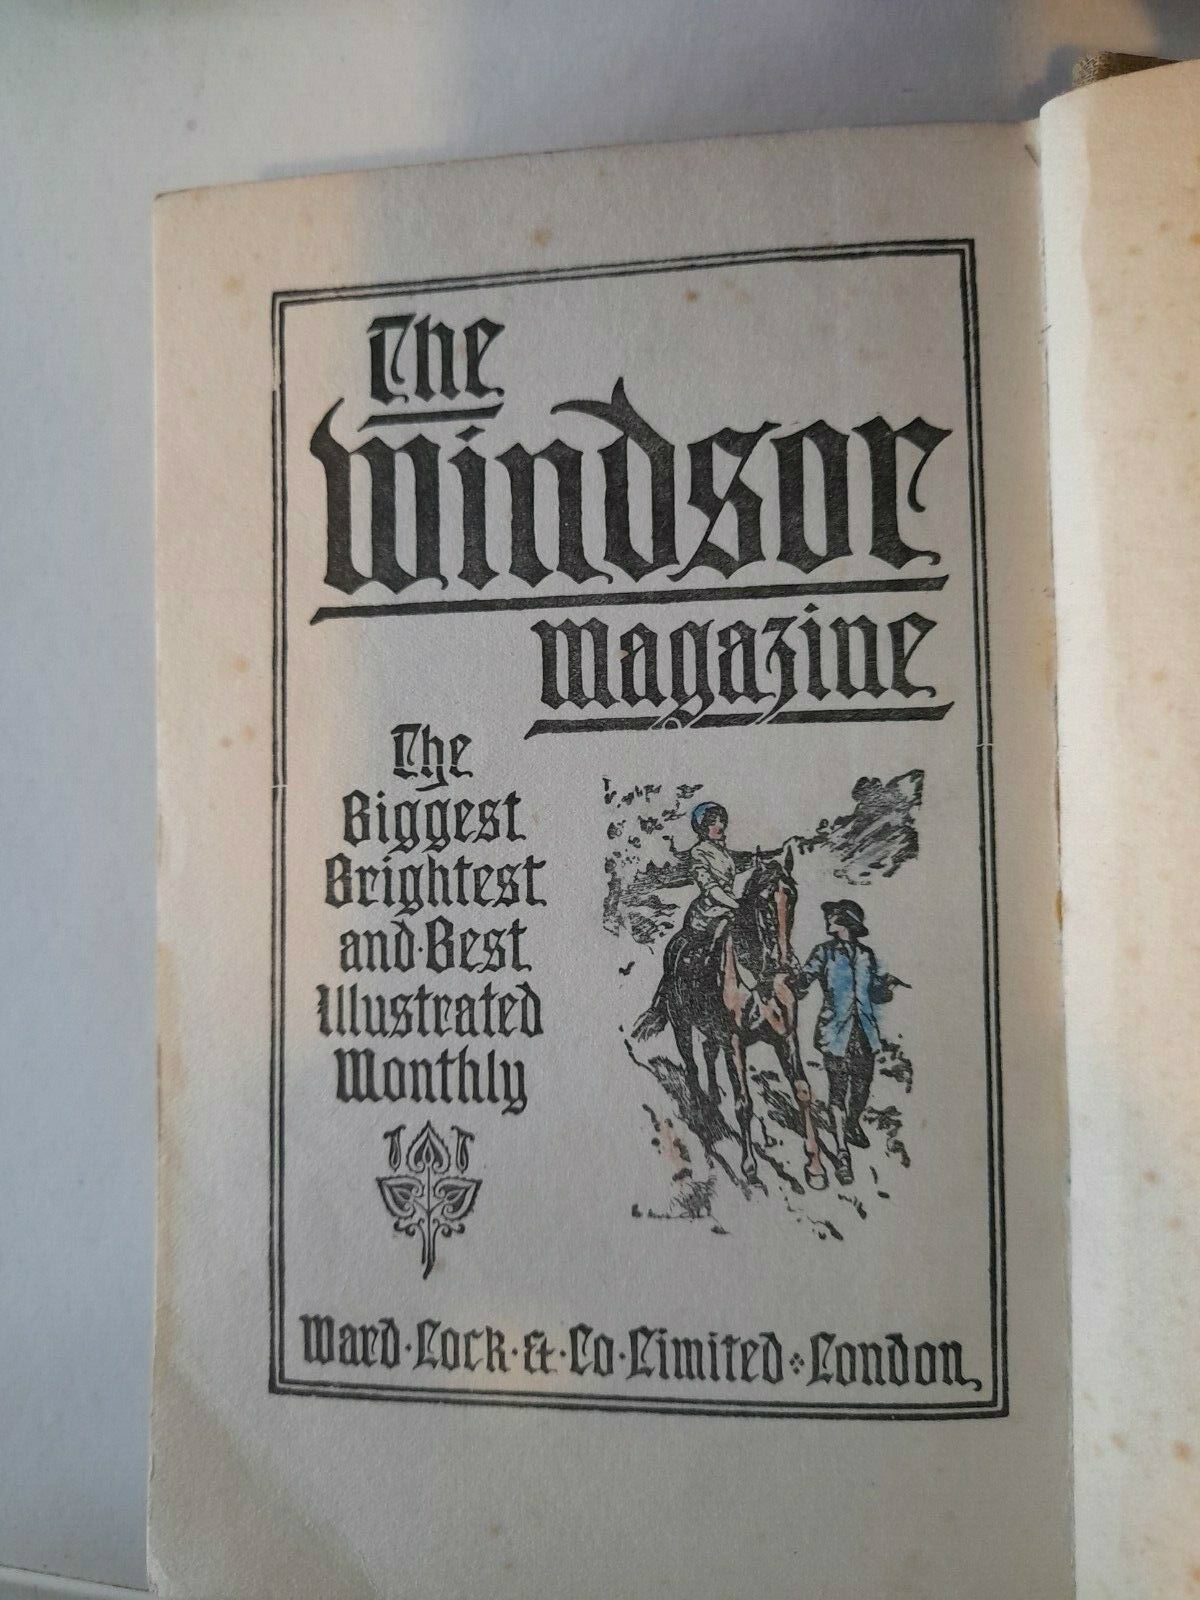 The
Windsor
Magazine
The
Biggest
Brightest
and·Best
Illustrated
Monthly
Ward·Lock·&·Co·Limited·London.